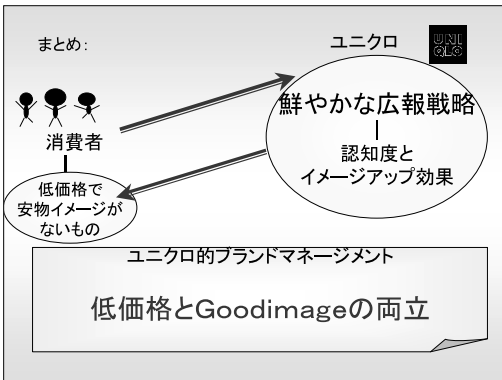 まとめ:
ユニクロ
UNI
QLO
鮮やかな広報戦略
認知度と
イメージアップ効果
消費者
低価格で
安物イメージが
ないもの
ユニクロ的ブランドマネージメント
低価格とGoodimageの両立